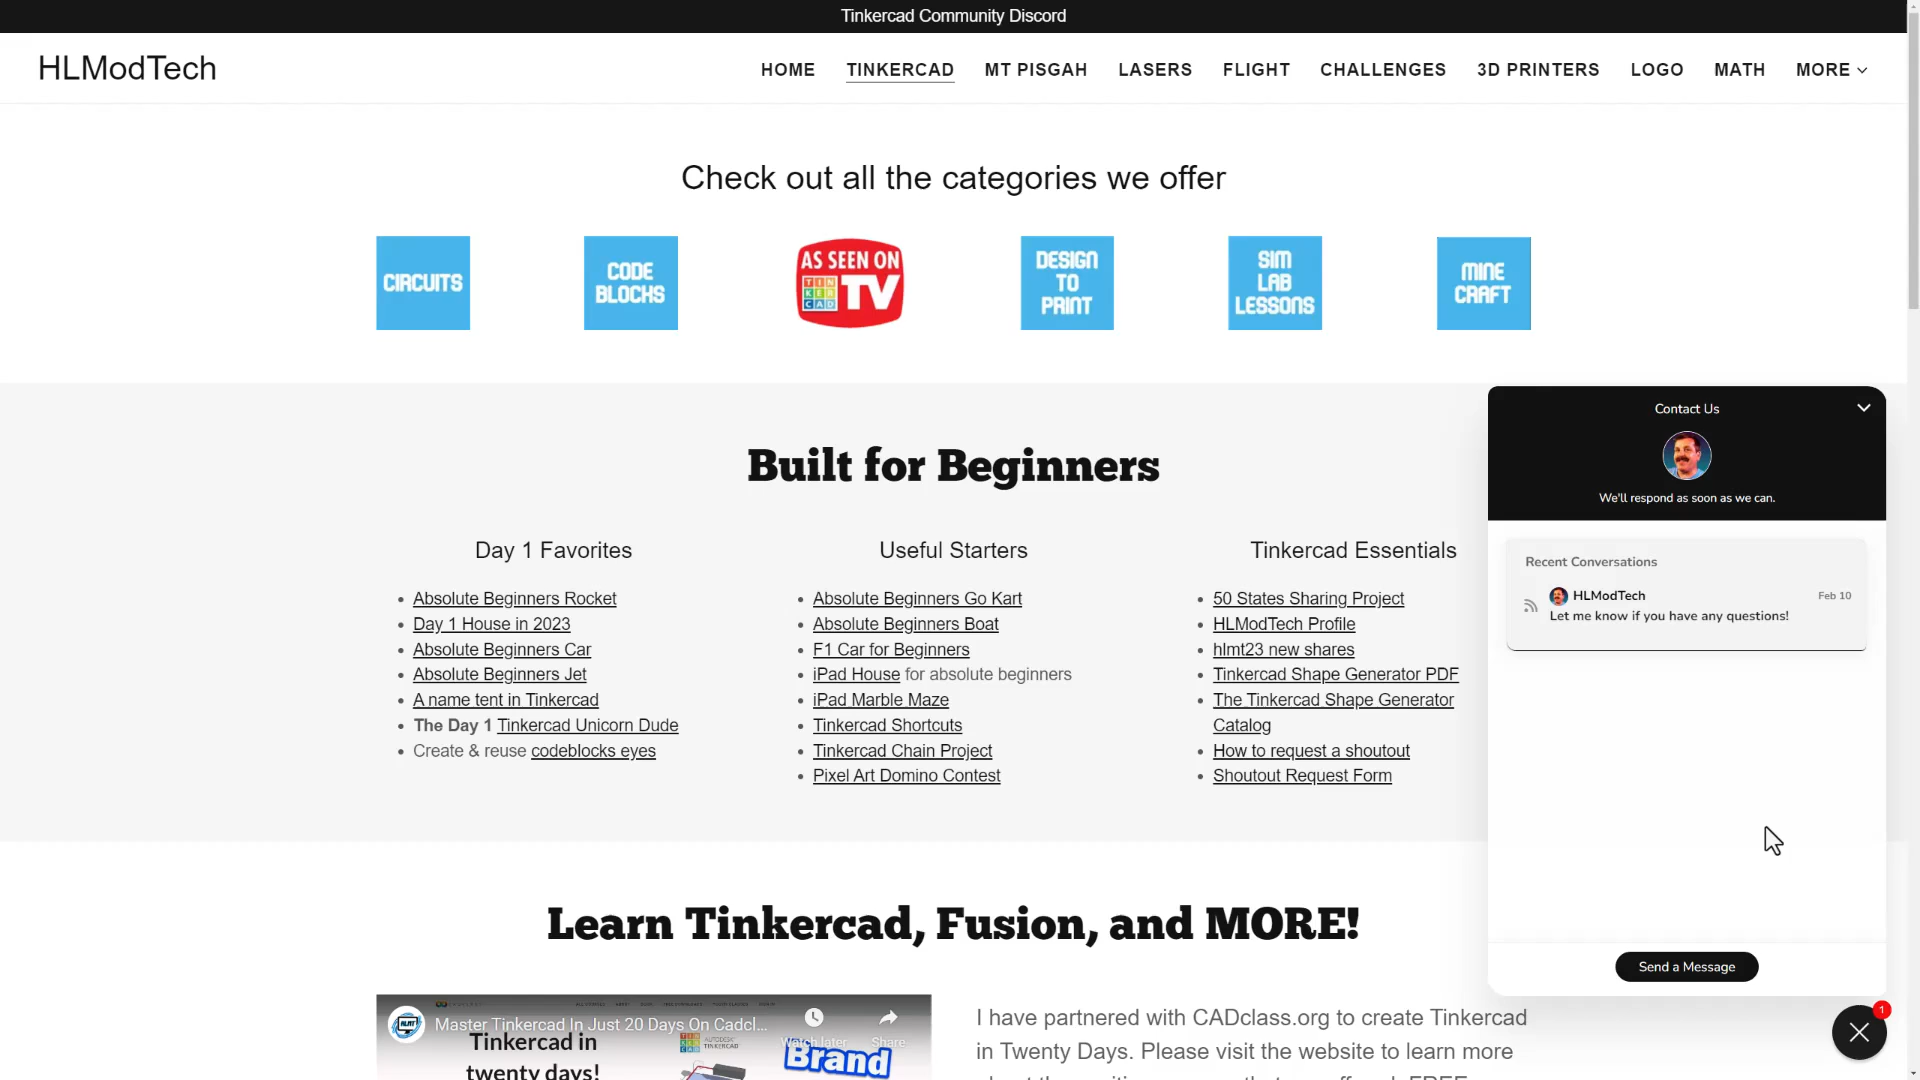 Tinkercad Community Discord
HLModTech
HOME TINKERCAD MT PISGAH LASERS FLIGHT CHALLENGES 3D PRINTERS LOGO MATH MORE
Check out all the categories we offer
CIRCUITS
CODE
BLOCKS
AS SEEN ON
TIN
KER
CAD
TV
DESIGN
TO
PRINT
SIM
LAB
LESSONS
MINE
CRAFT
Built for Beginners
Day 1 Favorites
Absolute Beginners Rocket
Day 1 House in 2023
Absolute Beginners Car
Absolute Beginners Jet
A name tent in Tinkercad
The Day 1 Tinkercad Unicorn Dude
Create & reuse codeblocks eyes
Useful Starters
Absolute Beginners Go Kart
Absolute Beginners Boat
F1 Car for Beginners
iPad House for absolute beginners
iPad Marble Maze
Tinkercad Shortcuts
Tinkercad Chain Project
Pixel Art Domino Contest
Tinkercad Essentials
50 States Sharing Project
HLModTech Profile
hlmt23 new shares
Tinkercad Shape Generator PDF
The Tinkercad Shape Generator
Catalog
How to request a shoutout
Shoutout Request Form
Contact Us
We'll respond as soon as we can.
Recent Conversations
HLModTech Feb 10
Let me know if you have any questions!
Send a Message
1
Learn Tinkercad, Fusion, and MORE!
HLMT
Master Tinkercad In Just 20 Days On Cadcl...
Watch later Share
Tinkercad in
twenty days!
AUTODESK
TINKERCAD
Brand
I have partnered with CADclass.org to create Tinkercad
in Twenty Days. Please visit the website to learn more